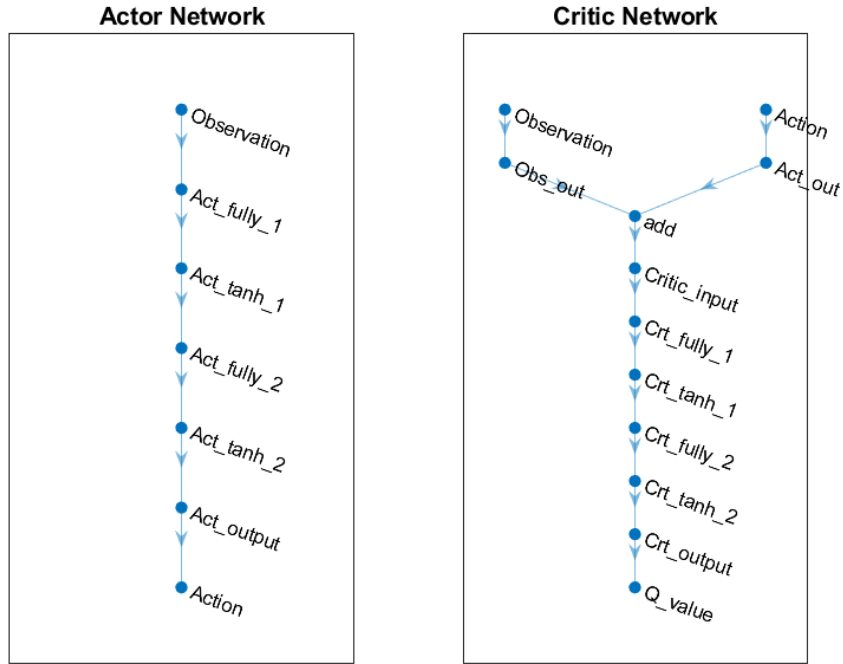 Actor Network
Observation
Act_fully_1
Act_tanh_1
Act_fully_2
Act_tanh_2
Act_output
Action
Critic Network
Observation
Action
Obs_out
Act_out
add
Critic_input
Crt_fully_1
Crt_tanh_1
Crt_fully_2
Crt_tanh_2
Crt_output
Q_value